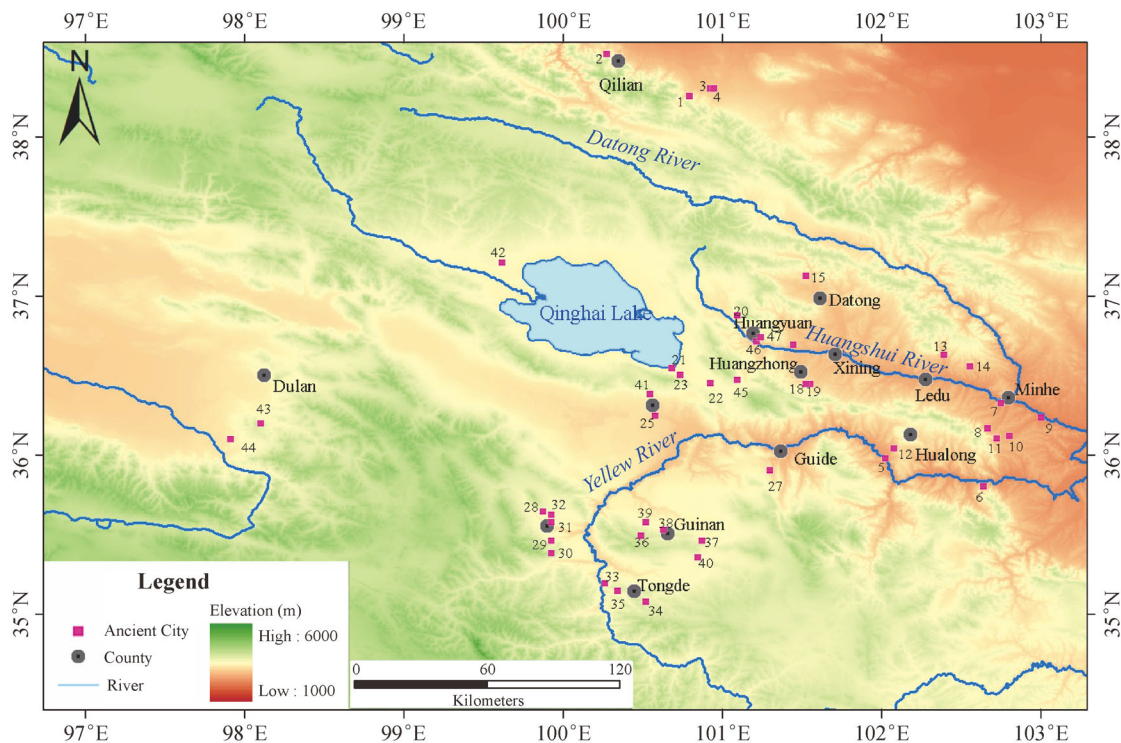 97°E 98°E 99°E 100°E 101°E 102°E 103°E
N
2
Qilian
3
1
4
38°N
38°N
Datong River
42
15
37°N
37°N
Datong
20
Qinghai Lake
Huangyuan
47
46
Huangshui River
13
21
Huangzhong
Xining
14
Dulan
23
22
45
18
19
Ledu
Minhe
41
7
43
25
8
9
44
Yellew River
11
10
36°N
36°N
Guide
5
12
Hualong
27
6
28
32
39
38
Guinan
31
36
37
29
30
40
33
Tongde
35
34
35°N
35°N
Legend
Ancient City
County
River
Elevation (m)
High : 6000
Low : 1000
0 60 120
Kilometers
97°E 98°E 99°E 100°E 101°E 102°E 103°E